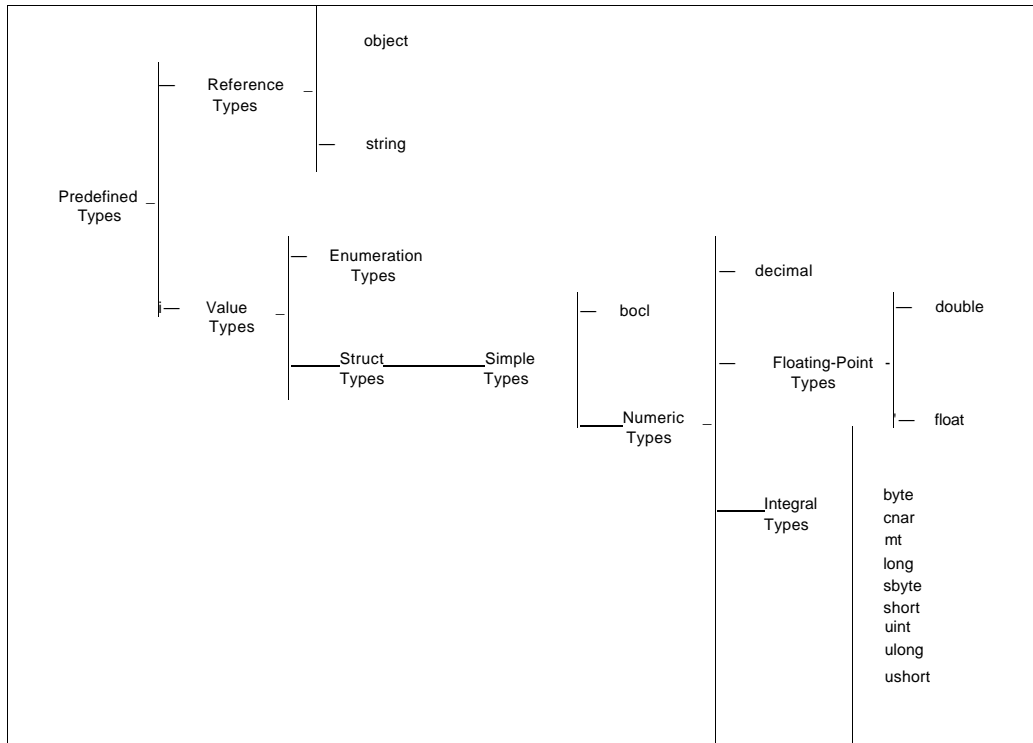 object
Reference
Types
string
Predefined
Types
Enumeration
Types
decimal
Value
Types
bocl
double
Struct
Types
Simple
Types
Floating-Point
Types
Numeric
Types
float
Integral
Types
byte
cnar
mt
long
sbyte
short
uint
ulong
ushort